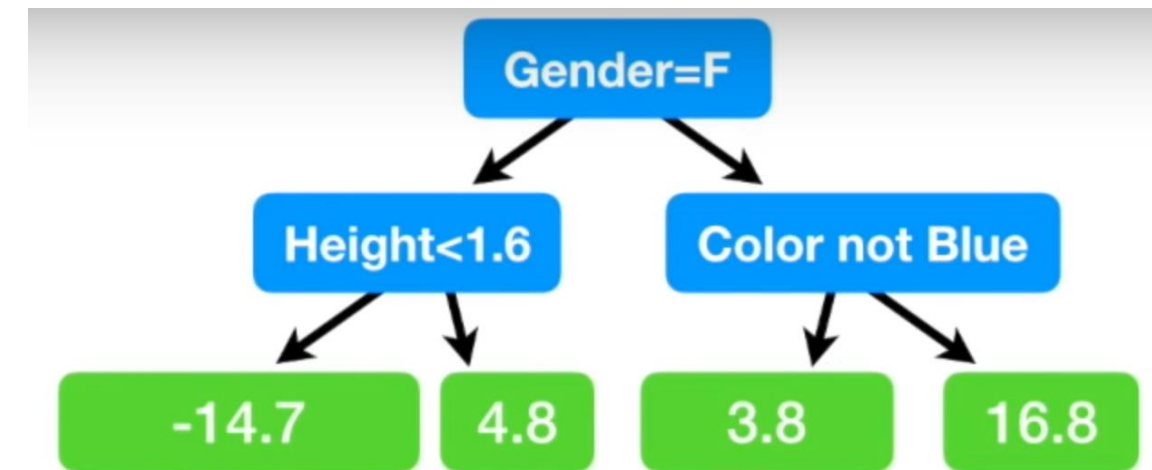 Gender=F
Height<1.6
Color not Blue
-14.7
4.8
3.8
16.8